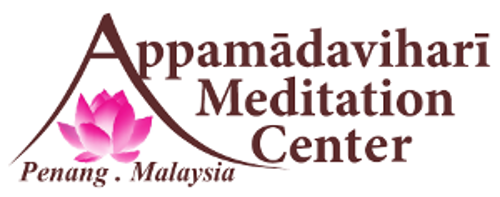 Appamādavihārī
Meditation
Center
Penang . Malaysia